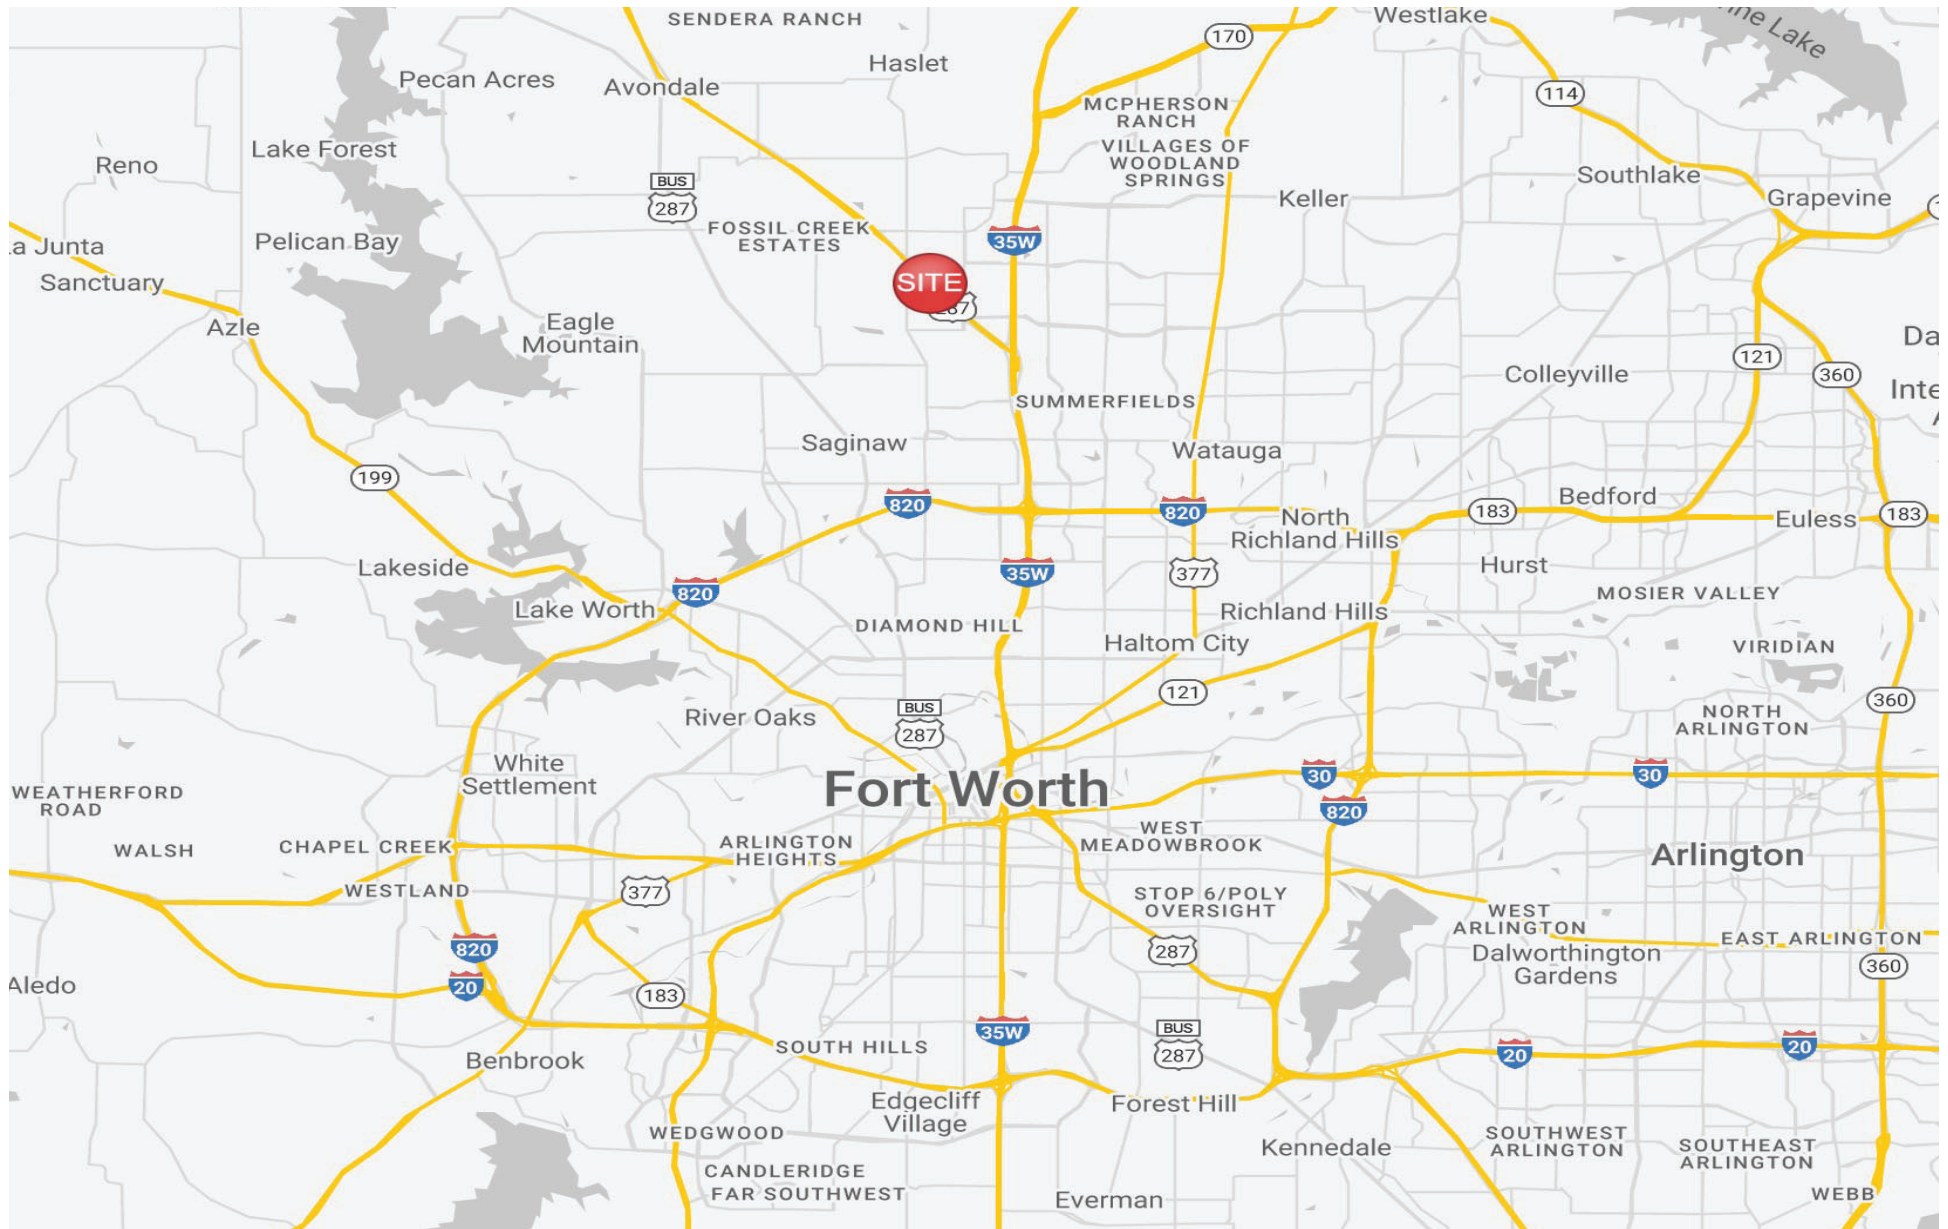 SENDERA RANCH
Westlake
ine Lake
170
Haslet
Pecan Acres
Avondale
114
MCPHERSON
RANCH
VILLAGES OF
WOODLAND
SPRINGS
Lake Forest
Reno
Southlake
BUS
287
Keller
Grapevine
FOSSIL CREEK
ESTATES
35W
Pelican Bay
a Junta
Sanctuary
SITE
287
Azle
Eagle
Mountain
Da
121
360
Colleyville
Inte
A
SUMMERFIELDS
Saginaw
Watauga
199
820
820
183
Bedford
North
Richland Hills
Euless
183
35W
377
Hurst
Lakeside
820
MOSIER VALLEY
Lake Worth
Richland Hills
DIAMOND HILL
Haltom City
VIRIDIAN
121
360
BUS
287
River Oaks
NORTH
ARLINGTON
White
Settlement
30
30
Fort Worth
820
WEATHERFORD
ROAD
WEST
MEADOWBROOK
WALSH
CHAPEL CREEK
ARLINGTON
HEIGHTS
Arlington
WESTLAND
377
STOP 6/POLY
OVERSIGHT
WEST
ARLINGTON
EAST ARLINGTON
820
287
Dalworthington
Gardens
360
20
Aledo
183
35W
BUS
287
20
20
SOUTH HILLS
Benbrook
Edgecliff
Village
Forest Hill
WEDGWOOD
Kennedale
SOUTHWEST
ARLINGTON
SOUTHEAST
ARLINGTON
CANDLERIDGE
FAR SOUTHWEST
Everman
WEBB